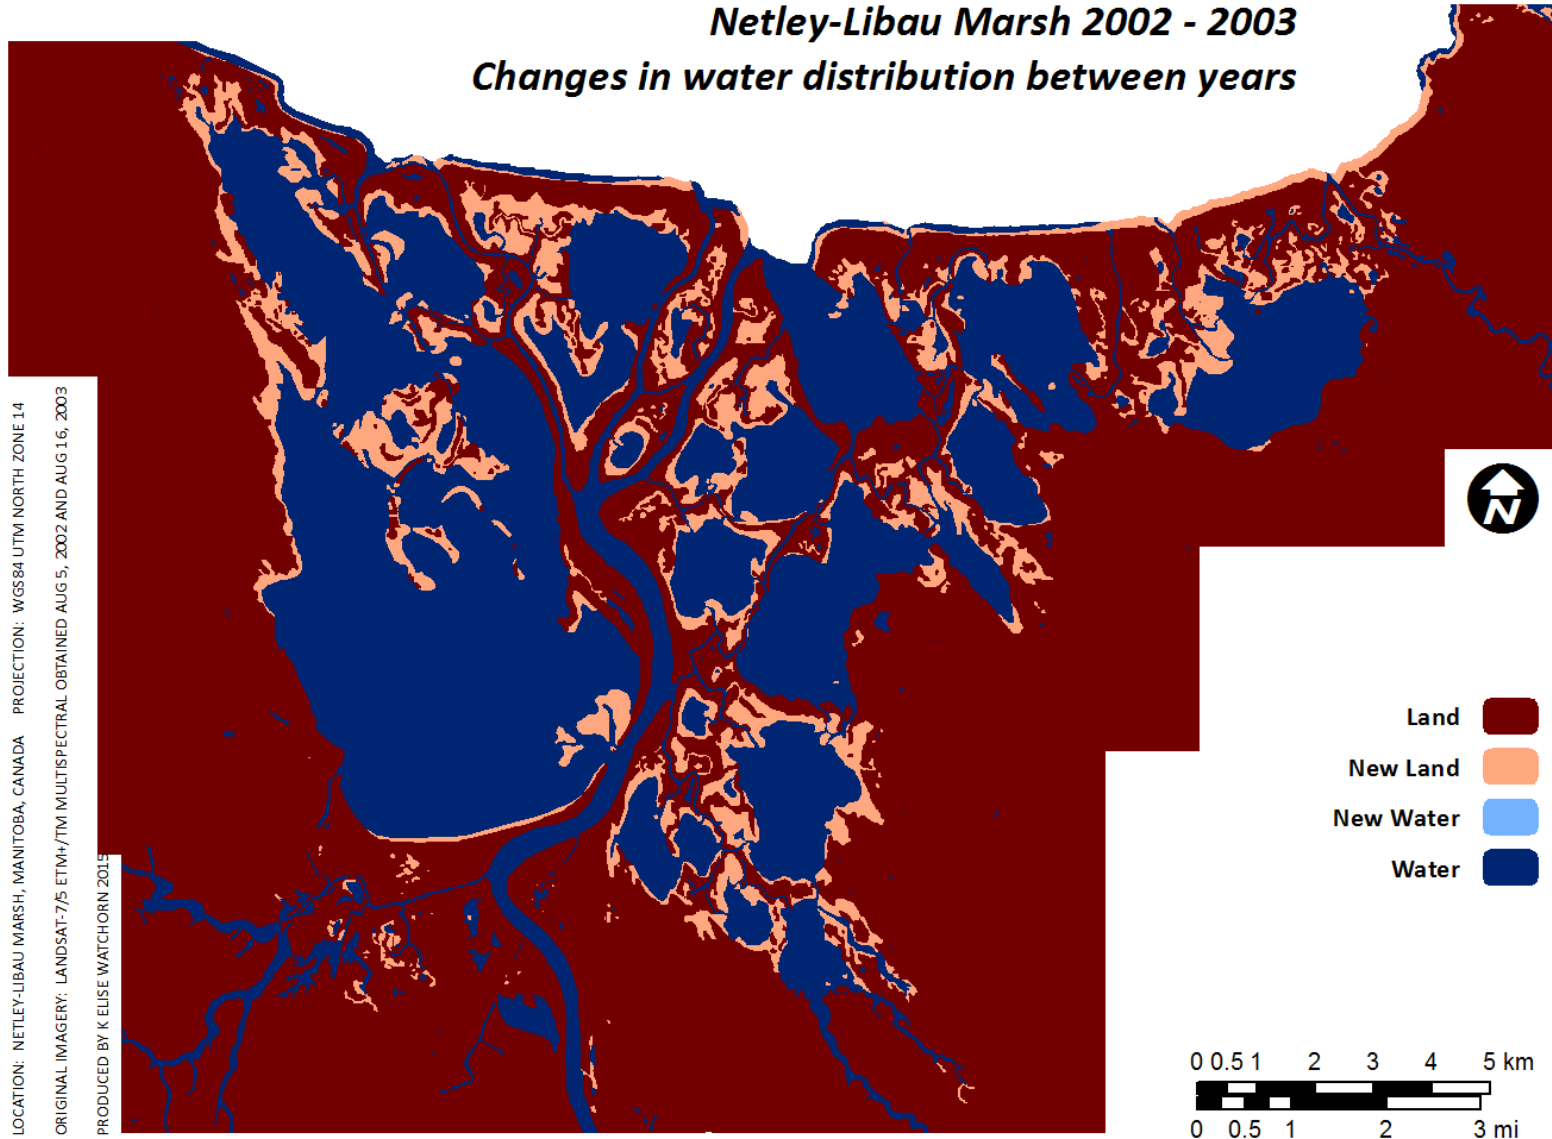 Netley-Libau Marsh 2002 - 2003
Changes in water distribution between years
LOCATION: NETLEY-LIBAU MARSH, MANITOBA, CANADA PROJECTION: WGS84 UTM NORTH ZONE 14
ORIGINAL IMAGERY: LANDSAT-7/5 ETM+/TM MULTISPECTRAL OBTAINED AUG 5, 2002 AND AUG 16, 2003
PRODUCED BY K ELISE WATCHORN 2015
N
Land
New Land
New Water
Water
0 0.5 1 2 3 4 5 km
0 0.5 1 2 3 mi